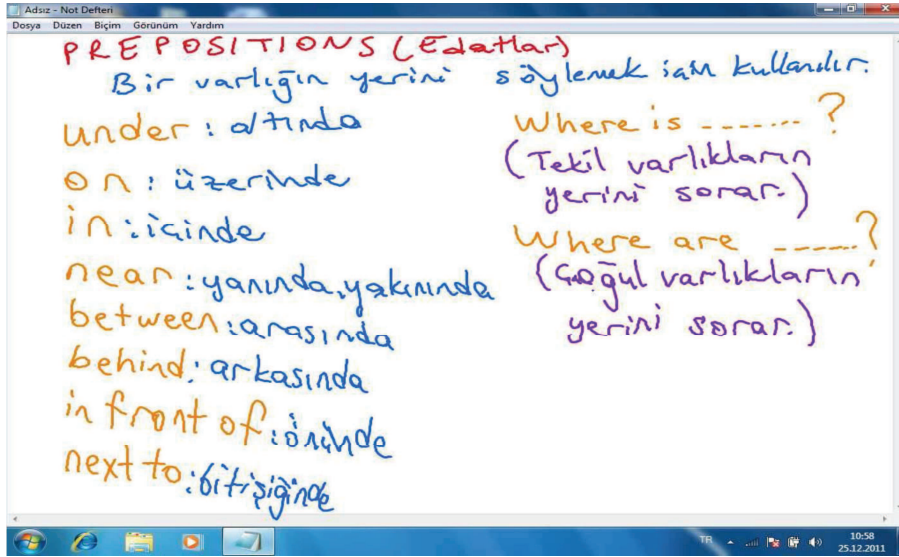 Adsız - Not Defteri
Dosya Düzen Biçim Görünüm Yardım
PREPOSITIONS (Edatlar)
Bir varlığın yerini söylemek için kullanılır.
under: altında
on: üzerinde
in: içinde
near: yanında, yakınında
between: arasında
behind: arkasında
in front of: önünde
next to: bitişiğinde
Where is -------?
(Tekil varlıkların
yerini sorar.)
Where are ------?
(Çoğul varlıkların
yerini sorar.)
TR
10:58
25.12.2011